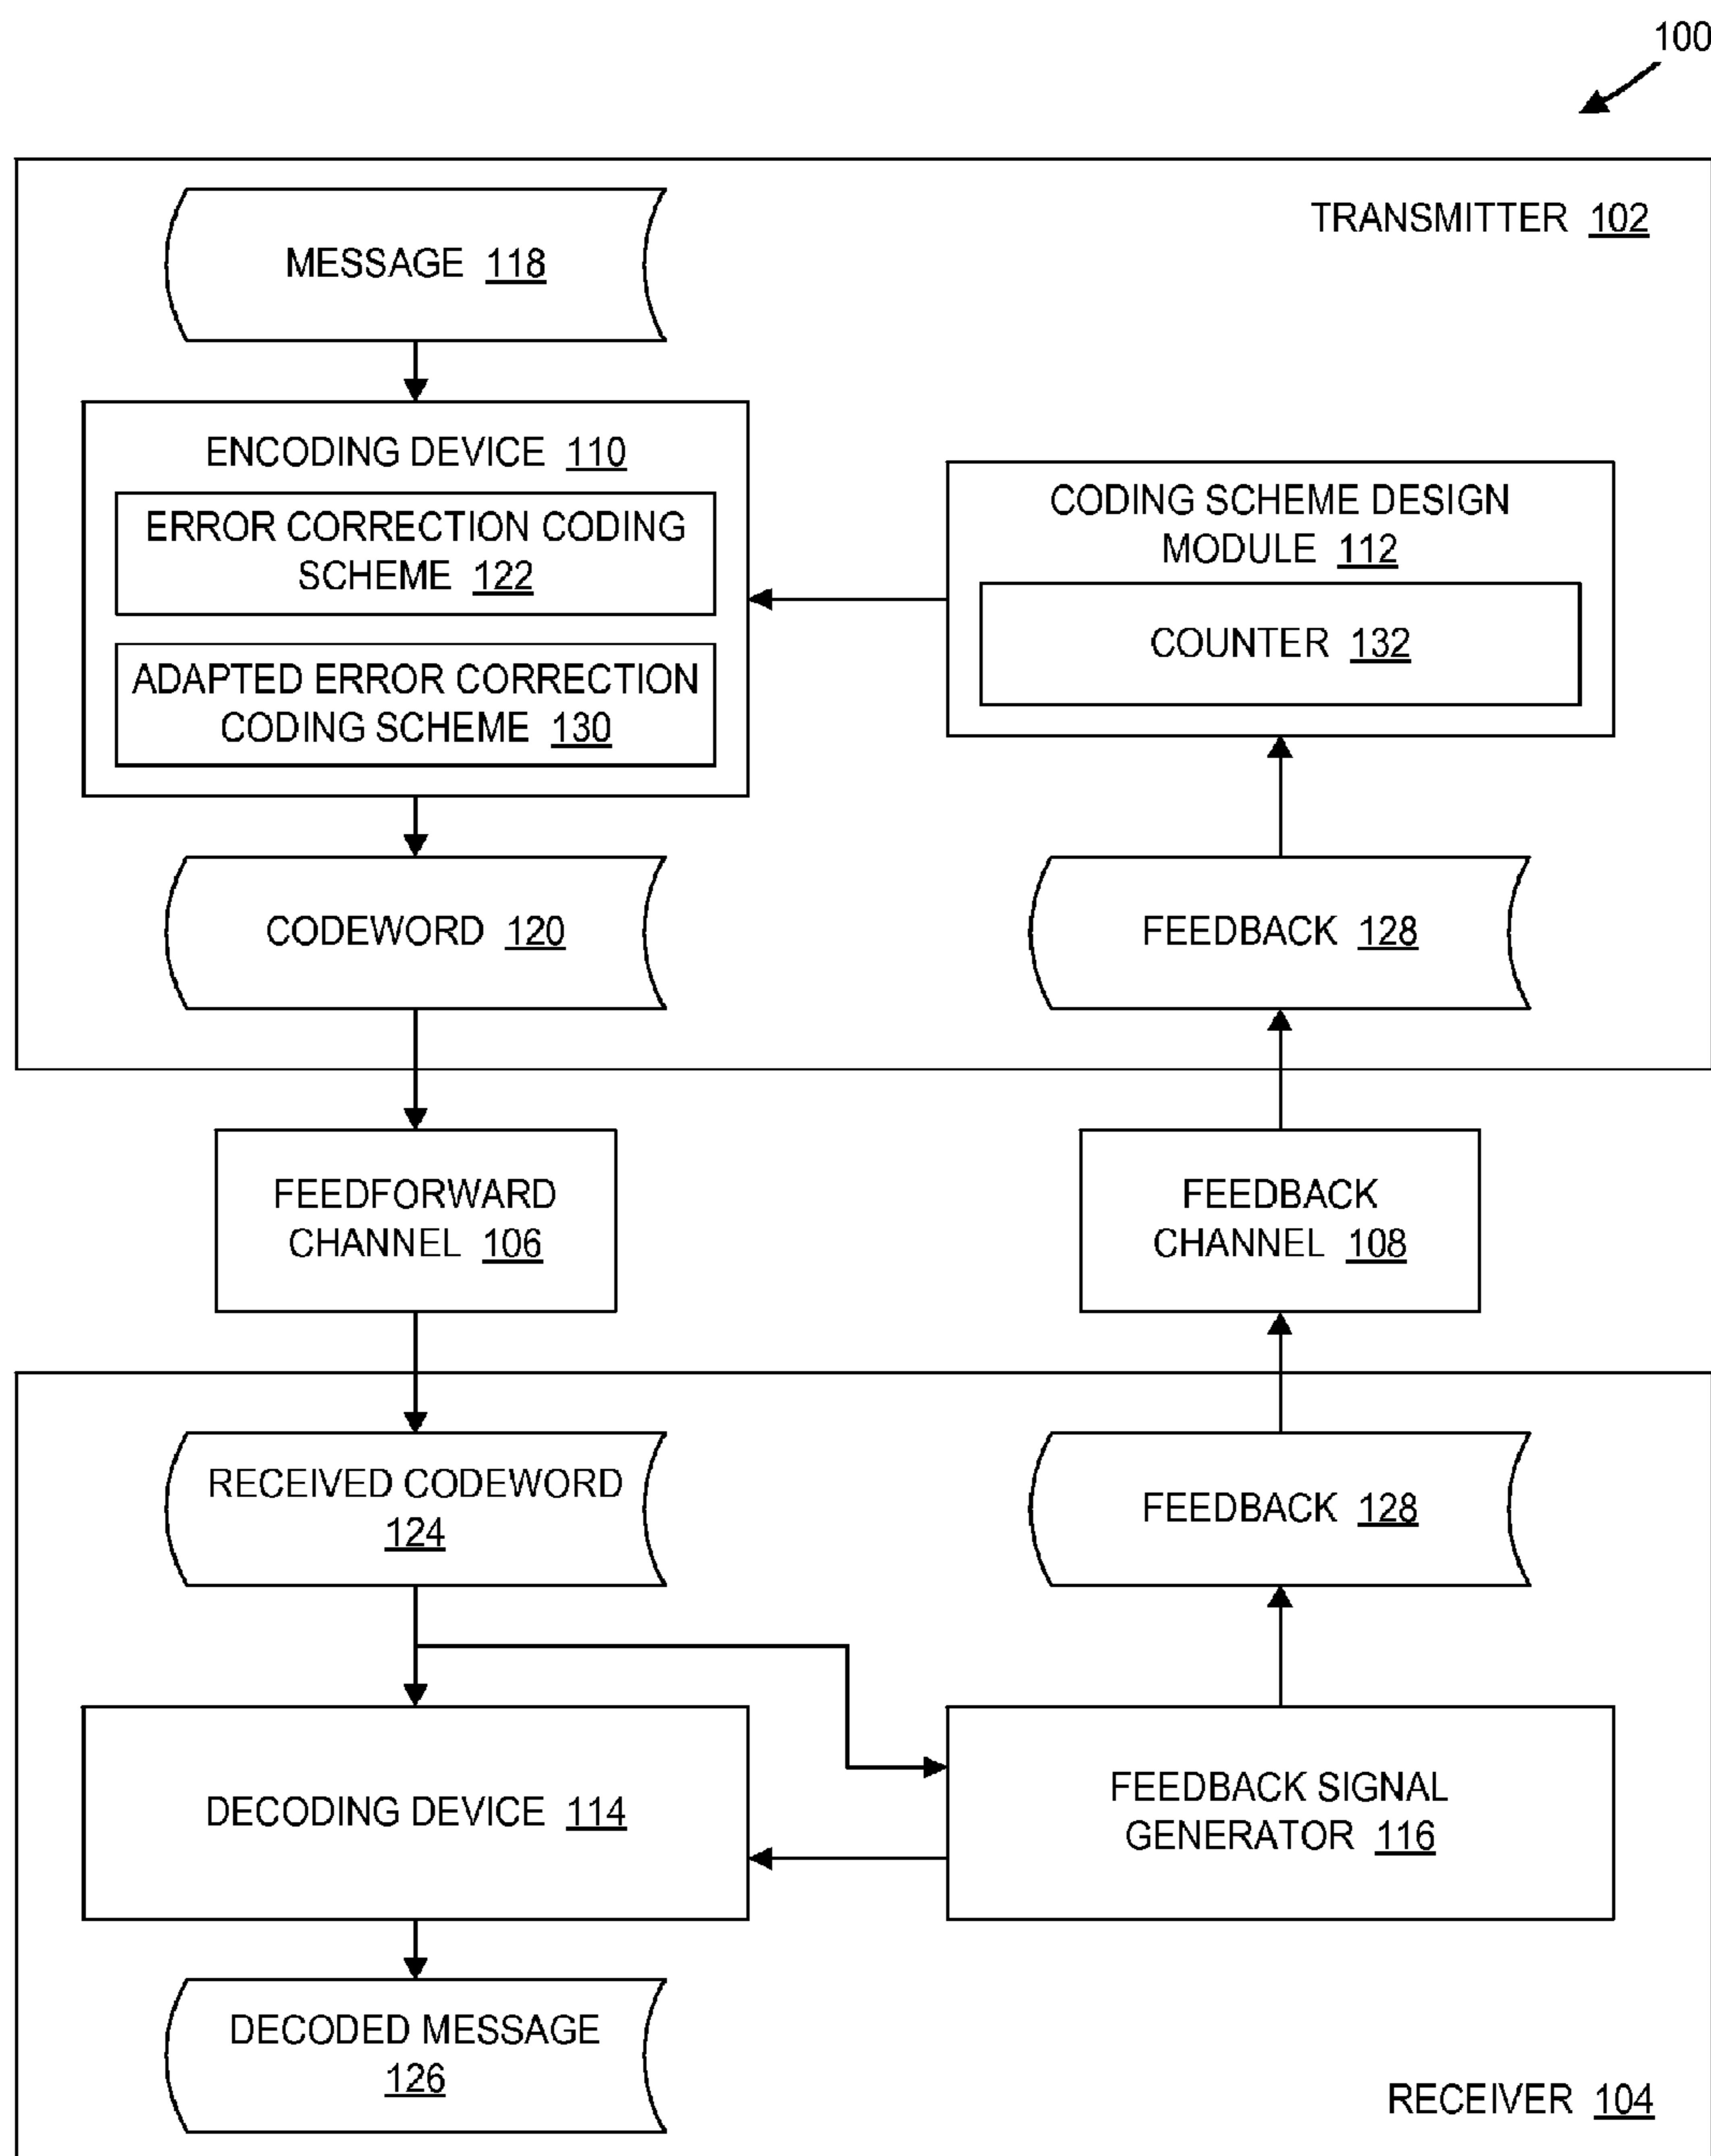 100
TRANSMITTER 102
MESSAGE 118
ENCODING DEVICE 110
ERROR CORRECTION CODING
SCHEME 122
ADAPTED ERROR CORRECTION
CODING SCHEME 130
CODING SCHEME DESIGN
MODULE 112
COUNTER 132
CODEWORD 120
FEEDBACK 128
FEEDFORWARD
CHANNEL 106
FEEDBACK
CHANNEL 108
RECEIVED CODEWORD
124
FEEDBACK 128
DECODING DEVICE 114
FEEDBACK SIGNAL
GENERATOR 116
DECODED MESSAGE
126
RECEIVER 104